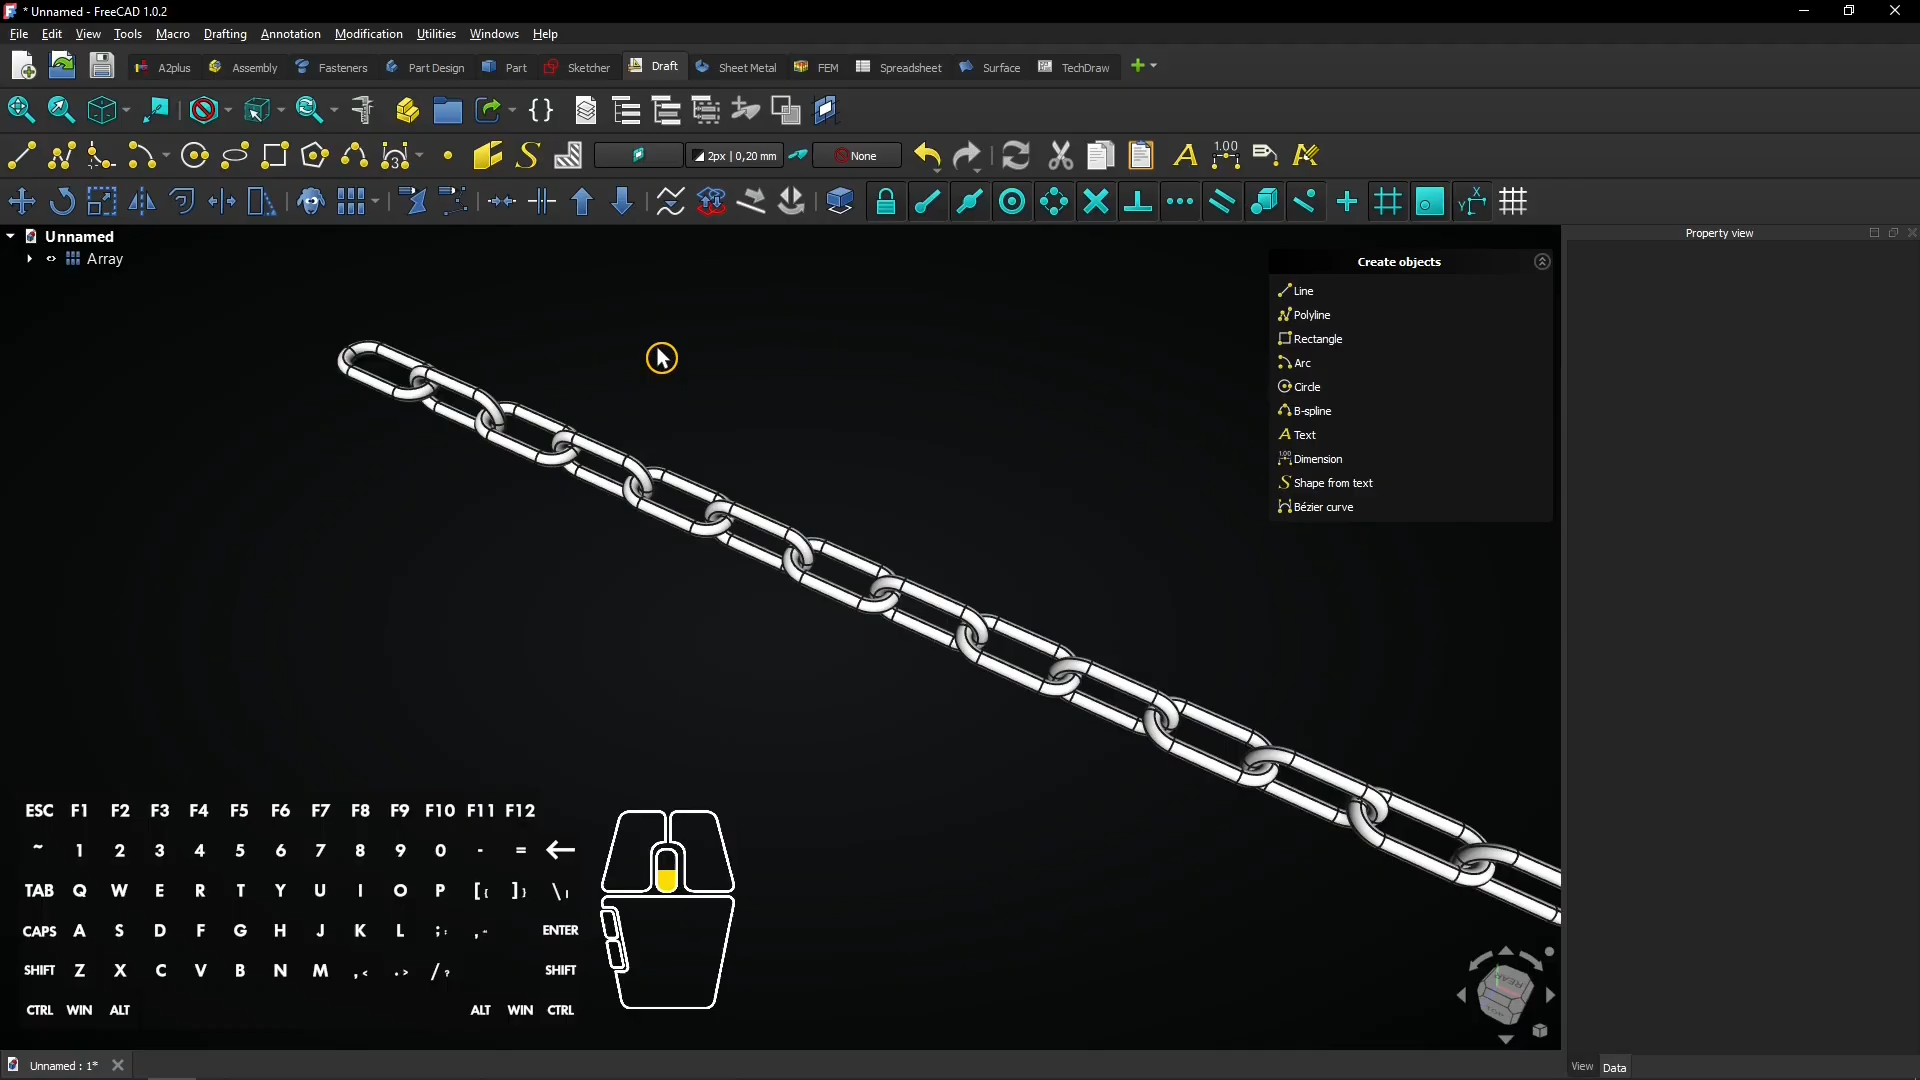 * Unnamed - FreeCAD 1.0.2
File Edit View Tools Macro Drafting Annotation Modification Utilities Windows Help
A2plus Assembly Fasteners Part Design Part Sketcher Draft Sheet Metal FEM Spreadsheet Surface TechDraw
2px | 0,20 mm None 1.00
Unnamed
Array
Property view
Create objects
Line
Polyline
Rectangle
Arc
Circle
B-spline
Text
Dimension
Shape from text
Bézier curve
ESC F1 F2 F3 F4 F5 F6 F7 F8 F9 F10 F11 F12
~ 1 2 3 4 5 6 7 8 9 0 - =
TAB Q W E R T Y U I O P [{ ]} \|
CAPS A S D F G H J K L ;: ENTER
SHIFT Z X C V B N M ,< .> /? SHIFT
CTRL WIN ALT ALT WIN CTRL
REAR
Unnamed : 1*
View Data